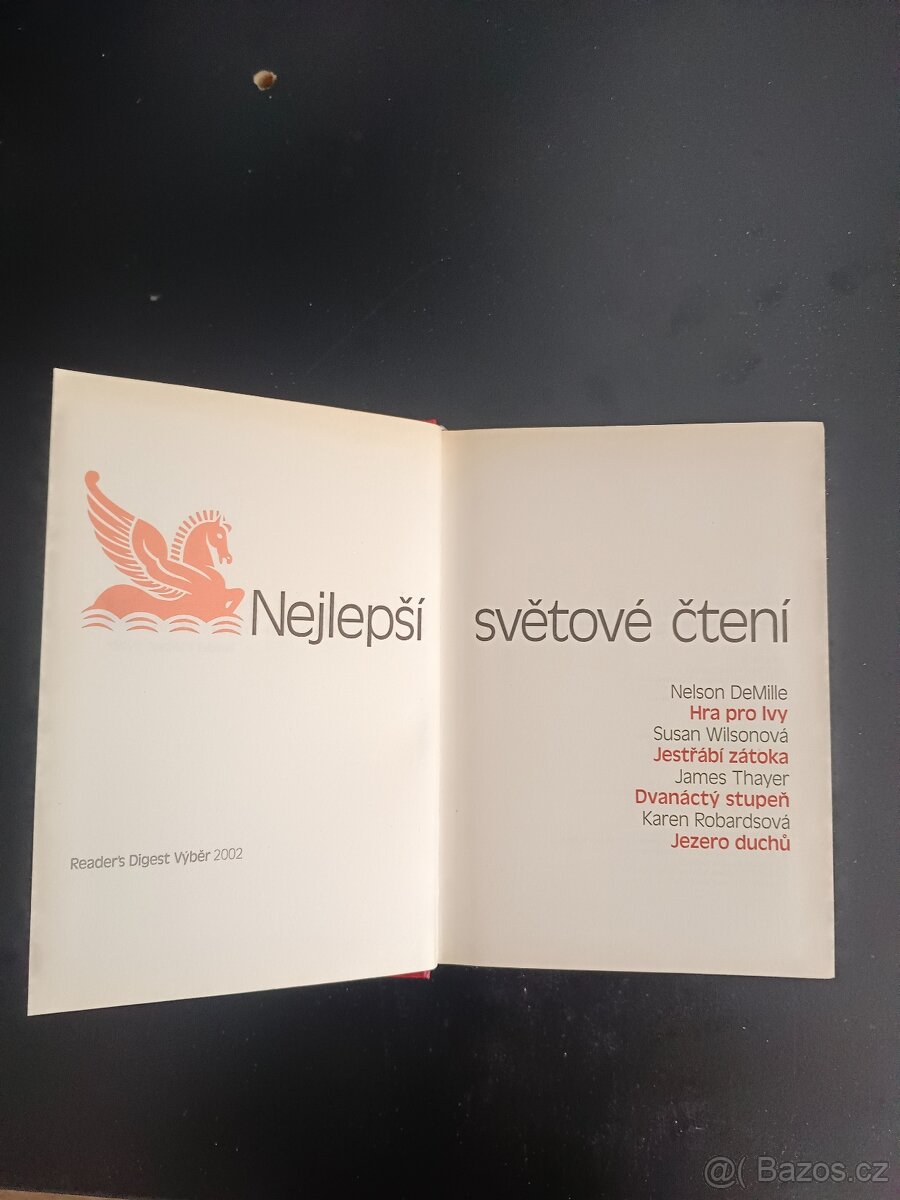 Nejlepší světové čtení
Nelson DeMille
Hra pro lvy
Susan Wilsonová
Jestřábí zátoka
James Thayer
Dvanáctý stupeň
Karen Robardsová
Jezero duchů
Reader's Digest Výběr 2002
@( Bazos.cz